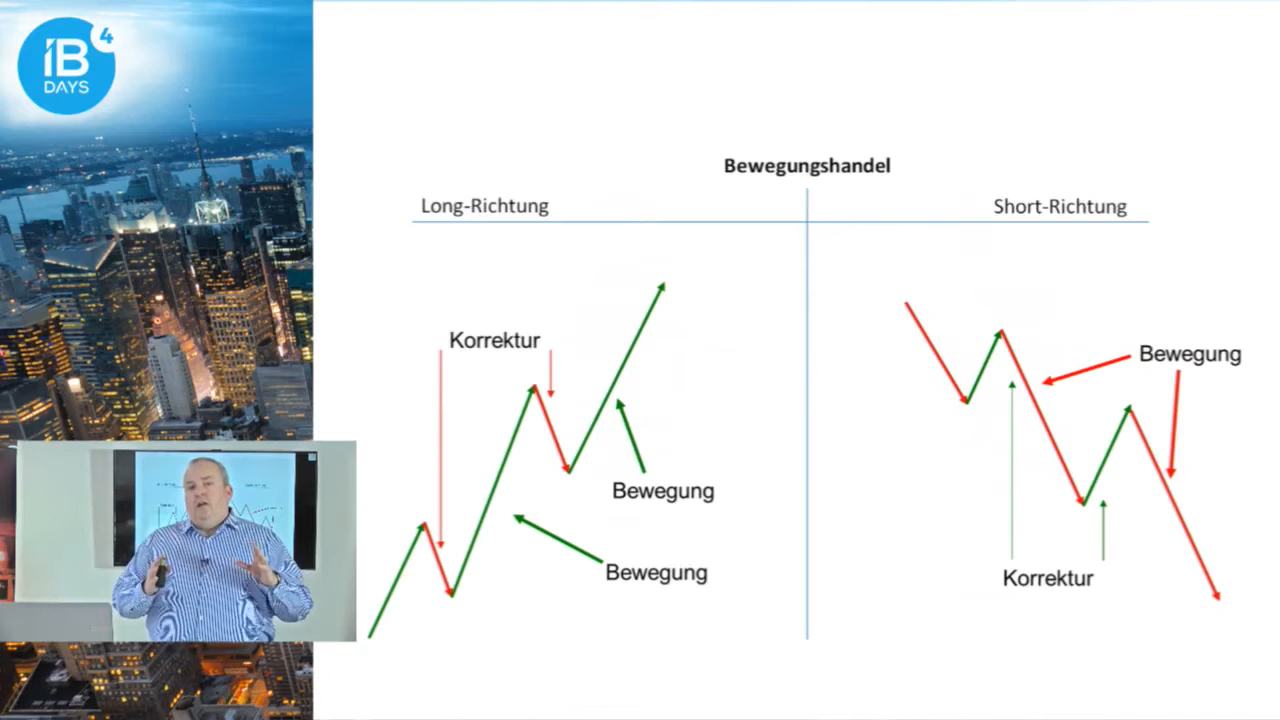 IB 4
DAYS
Bewegungshandel
Long-Richtung
Short-Richtung
Korrektur
Bewegung
Bewegung
Bewegung
Korrektur